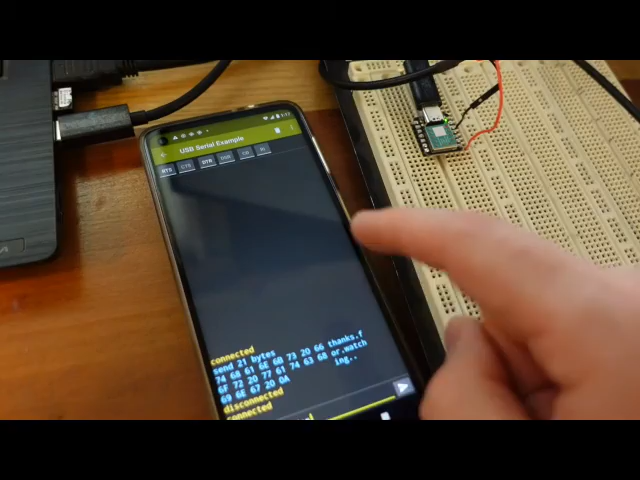 USB Serial Example
RTS CTS DTR DSR CD RI
connected
send 21 bytes
74 68 61 6E 6B 73 20 66 thanks.f
6F 72 20 77 61 74 63 68 or.watch
69 6E 67 20 0A ing..
disconnected
connected